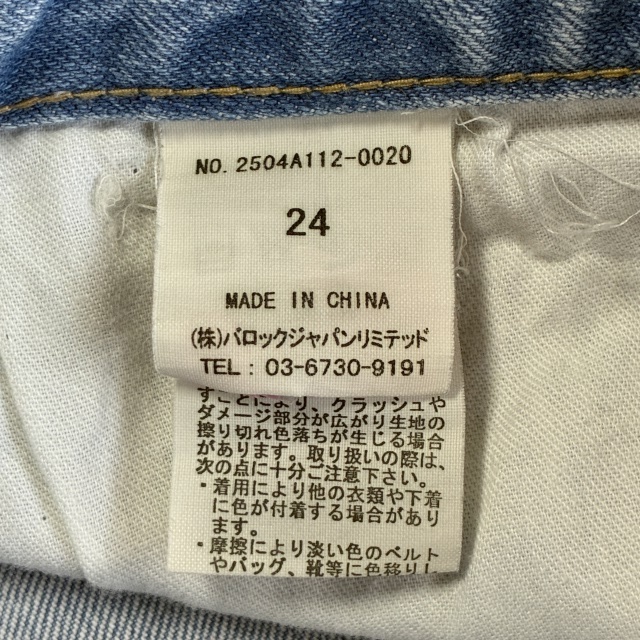 NO. 2504A112-0020
24
MADE IN CHINA
(株)バロックジャパンリミテッド
TEL : 03-6730-9191
すことにより、クラッシュや
ダメージ部分が広がり生地の
擦り切れ色落ちが生じる場合
があります。取り扱いの際は、
次の点に十分ご注意下さい。
・着用により他の衣類や下着
に色が付着する場合があり
ます。
・摩擦により淡い色のベルト
やバッグ、靴等に色移りし